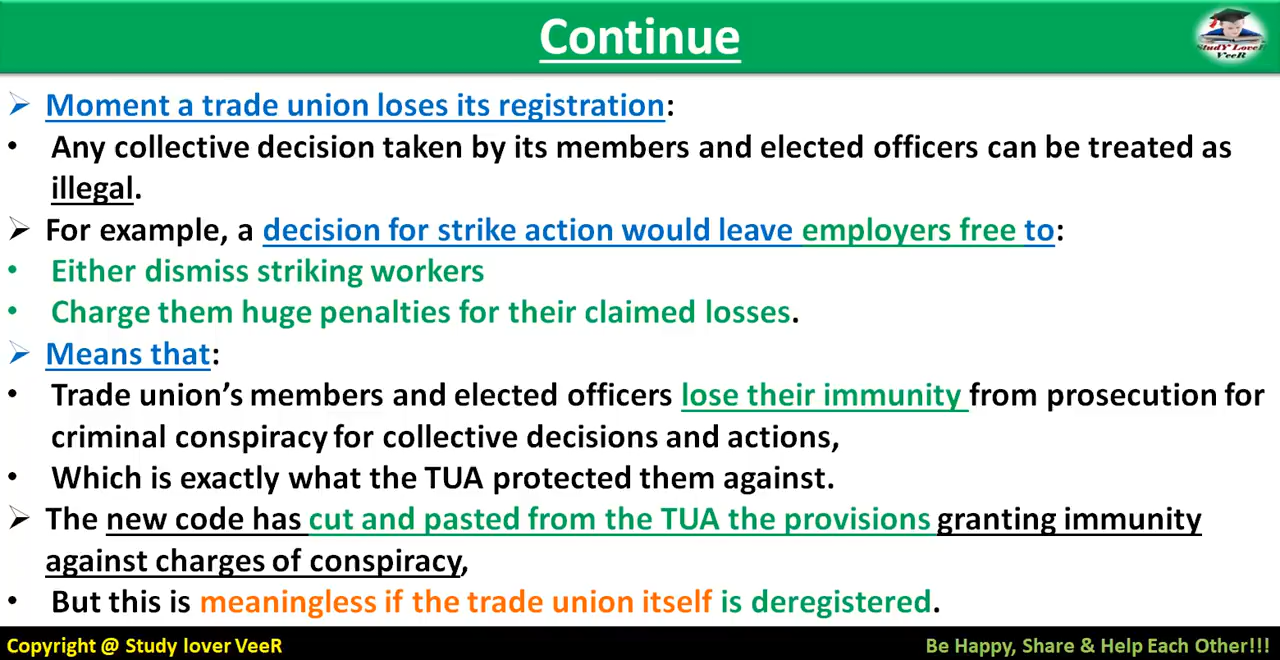 Continue
StudY LoveR
VeeR
➢ Moment a trade union loses its registration:
• Any collective decision taken by its members and elected officers can be treated as
illegal.
➢ For example, a decision for strike action would leave employers free to:
• Either dismiss striking workers
• Charge them huge penalties for their claimed losses.
➢ Means that:
• Trade union’s members and elected officers lose their immunity from prosecution for
criminal conspiracy for collective decisions and actions,
• Which is exactly what the TUA protected them against.
➢ The new code has cut and pasted from the TUA the provisions granting immunity
against charges of conspiracy,
• But this is meaningless if the trade union itself is deregistered.
Copyright @ Study lover VeeR
Be Happy, Share & Help Each Other!!!